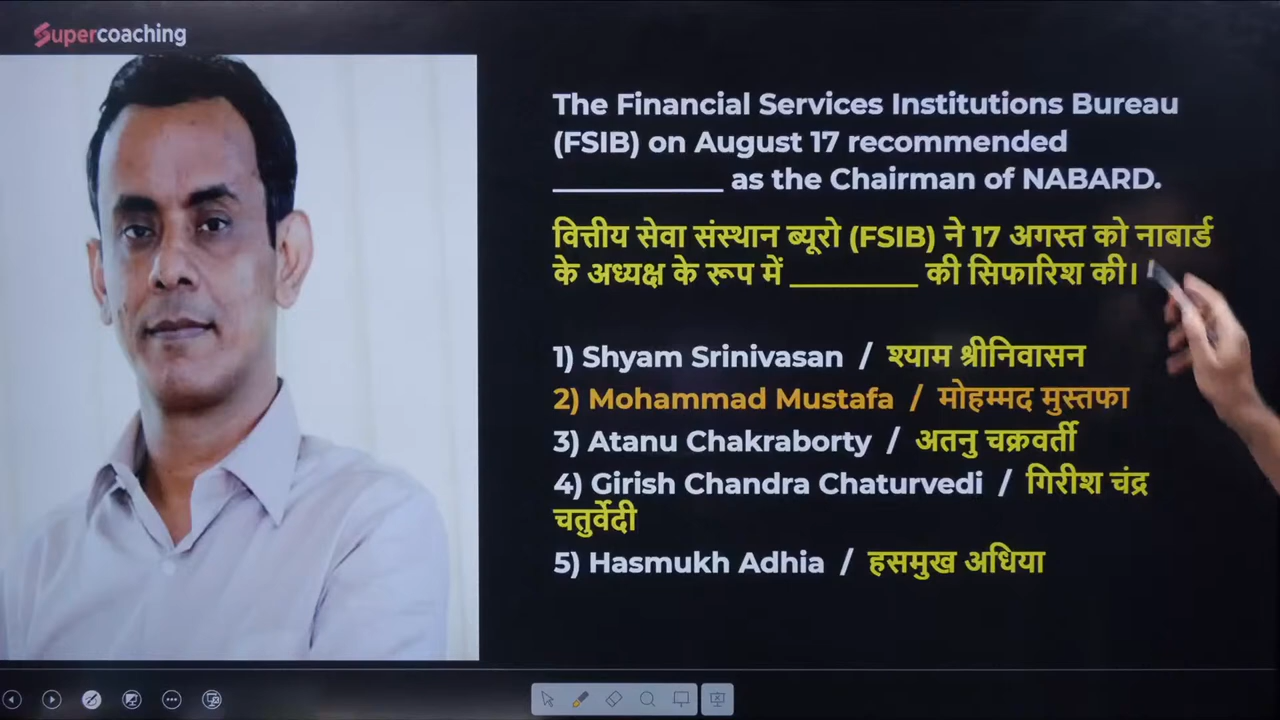 Supercoaching
The Financial Services Institutions Bureau
(FSIB) on August 17 recommended
____________ as the Chairman of NABARD.
वित्तीय सेवा संस्थान ब्यूरो (FSIB) ने 17 अगस्त को नाबार्ड
के अध्यक्ष के रूप में _________ की सिफारिश की।
1) Shyam Srinivasan / श्याम श्रीनिवासन
2) Mohammad Mustafa / मोहम्मद मुस्तफा
3) Atanu Chakraborty / अतनु चक्रवर्ती
4) Girish Chandra Chaturvedi / गिरीश चंद्र
चतुर्वेदी
5) Hasmukh Adhia / हसमुख अधिया